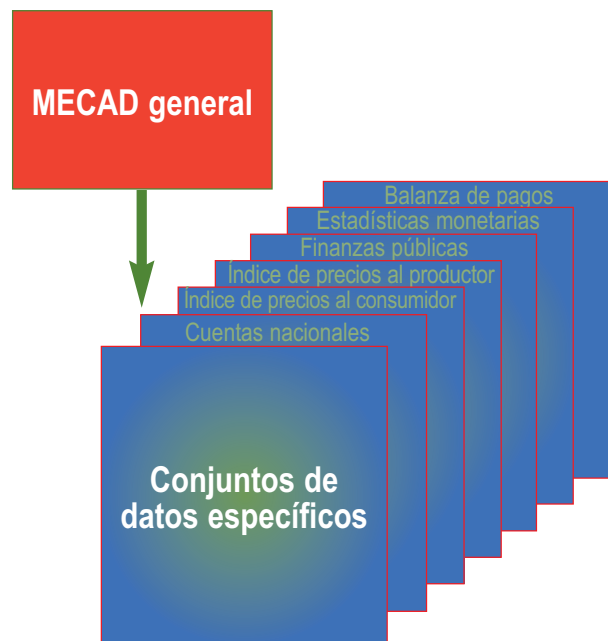 MECAD general
Balanza de pagos
Estadísticas monetarias
Finanzas públicas
Índice de precios al productor
Índice de precios al consumidor
Cuentas nacionales
Conjuntos de
datos específicos